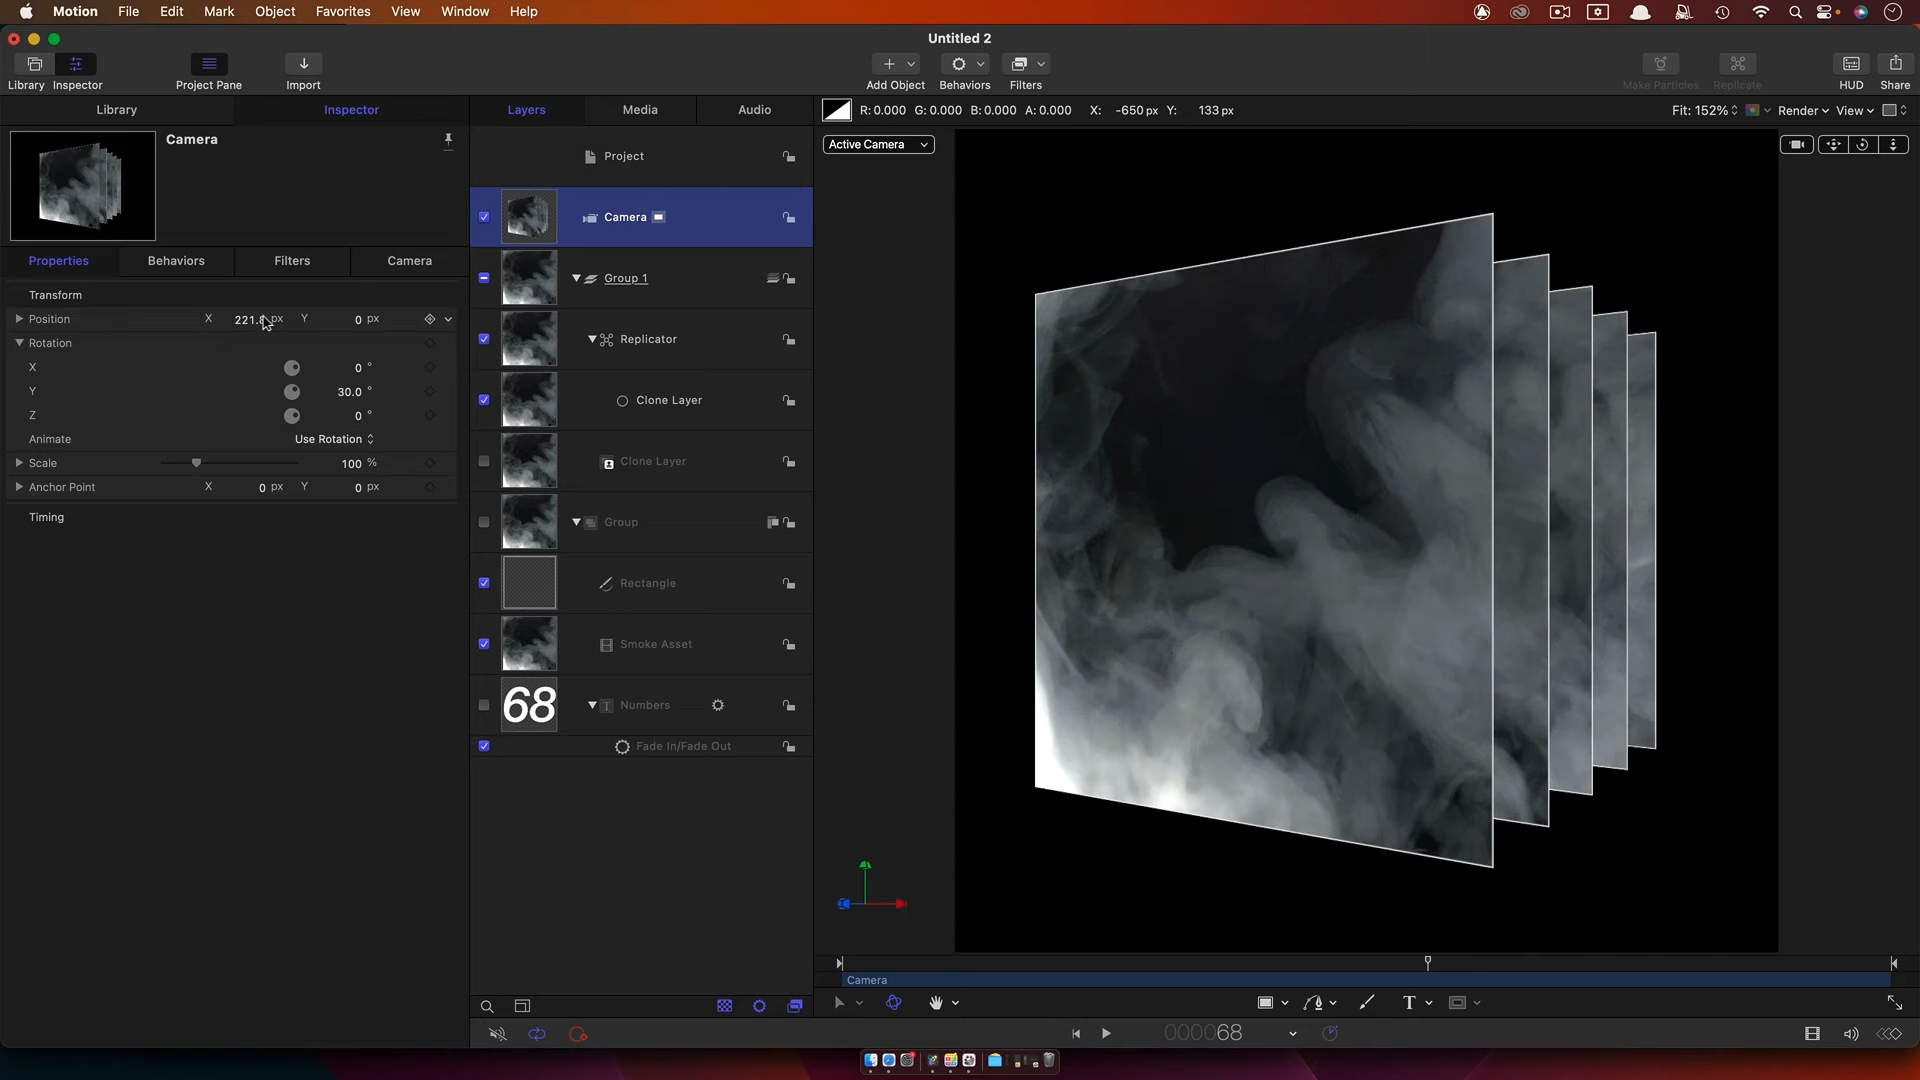 Motion File Edit Mark Object Favorites View Window Help
Untitled 2
Library Inspector Project Pane Import Add Object Behaviors Filters Make Particles Replicate HUD Share
Library Inspector Layers Media Audio R: 0.000 G: 0.000 B: 0.000 A: 0.000 X: -650 px Y: 133 px Fit: 152% Render View
Camera
Active Camera
Project
Camera
Properties Behaviors Filters Camera
Group 1
Transform
Position X px Y 0 px
Rotation
Replicator
X 0 °
Y 30.0 °
Clone Layer
Z 0 °
Animate Use Rotation
Scale 100 %
Clone Layer
Anchor Point X 0 px Y 0 px
Timing
Group
Rectangle
Smoke Asset
68 Numbers
Fade In/Fade Out
Camera
T
00000068